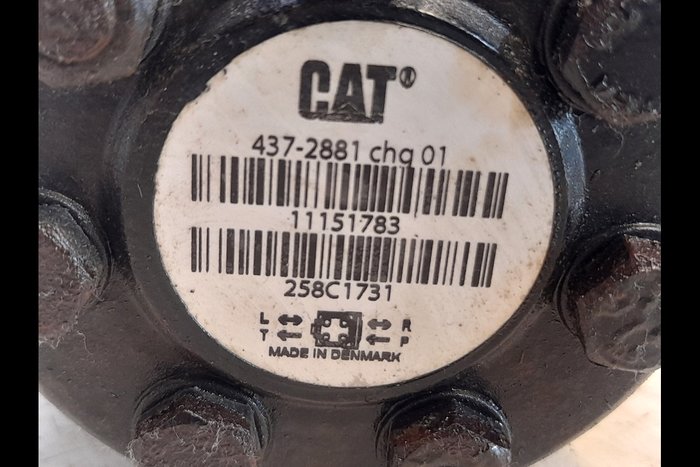 CAT®
437-2881 chg 01
11151783
258C1731
L R
T P
MADE IN DENMARK